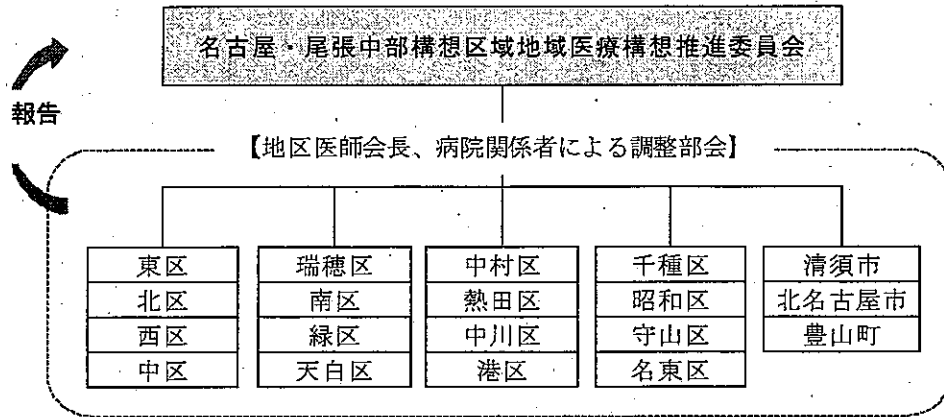 名古屋・尾張中部構想区域地域医療構想推進委員会
報告
【地区医師会長、病院関係者による調整部会】
東区
北区
西区
中区
瑞穂区
南区
緑区
天白区
中村区
熱田区
中川区
港区
千種区
昭和区
守山区
名東区
清須市
北名古屋市
豊山町